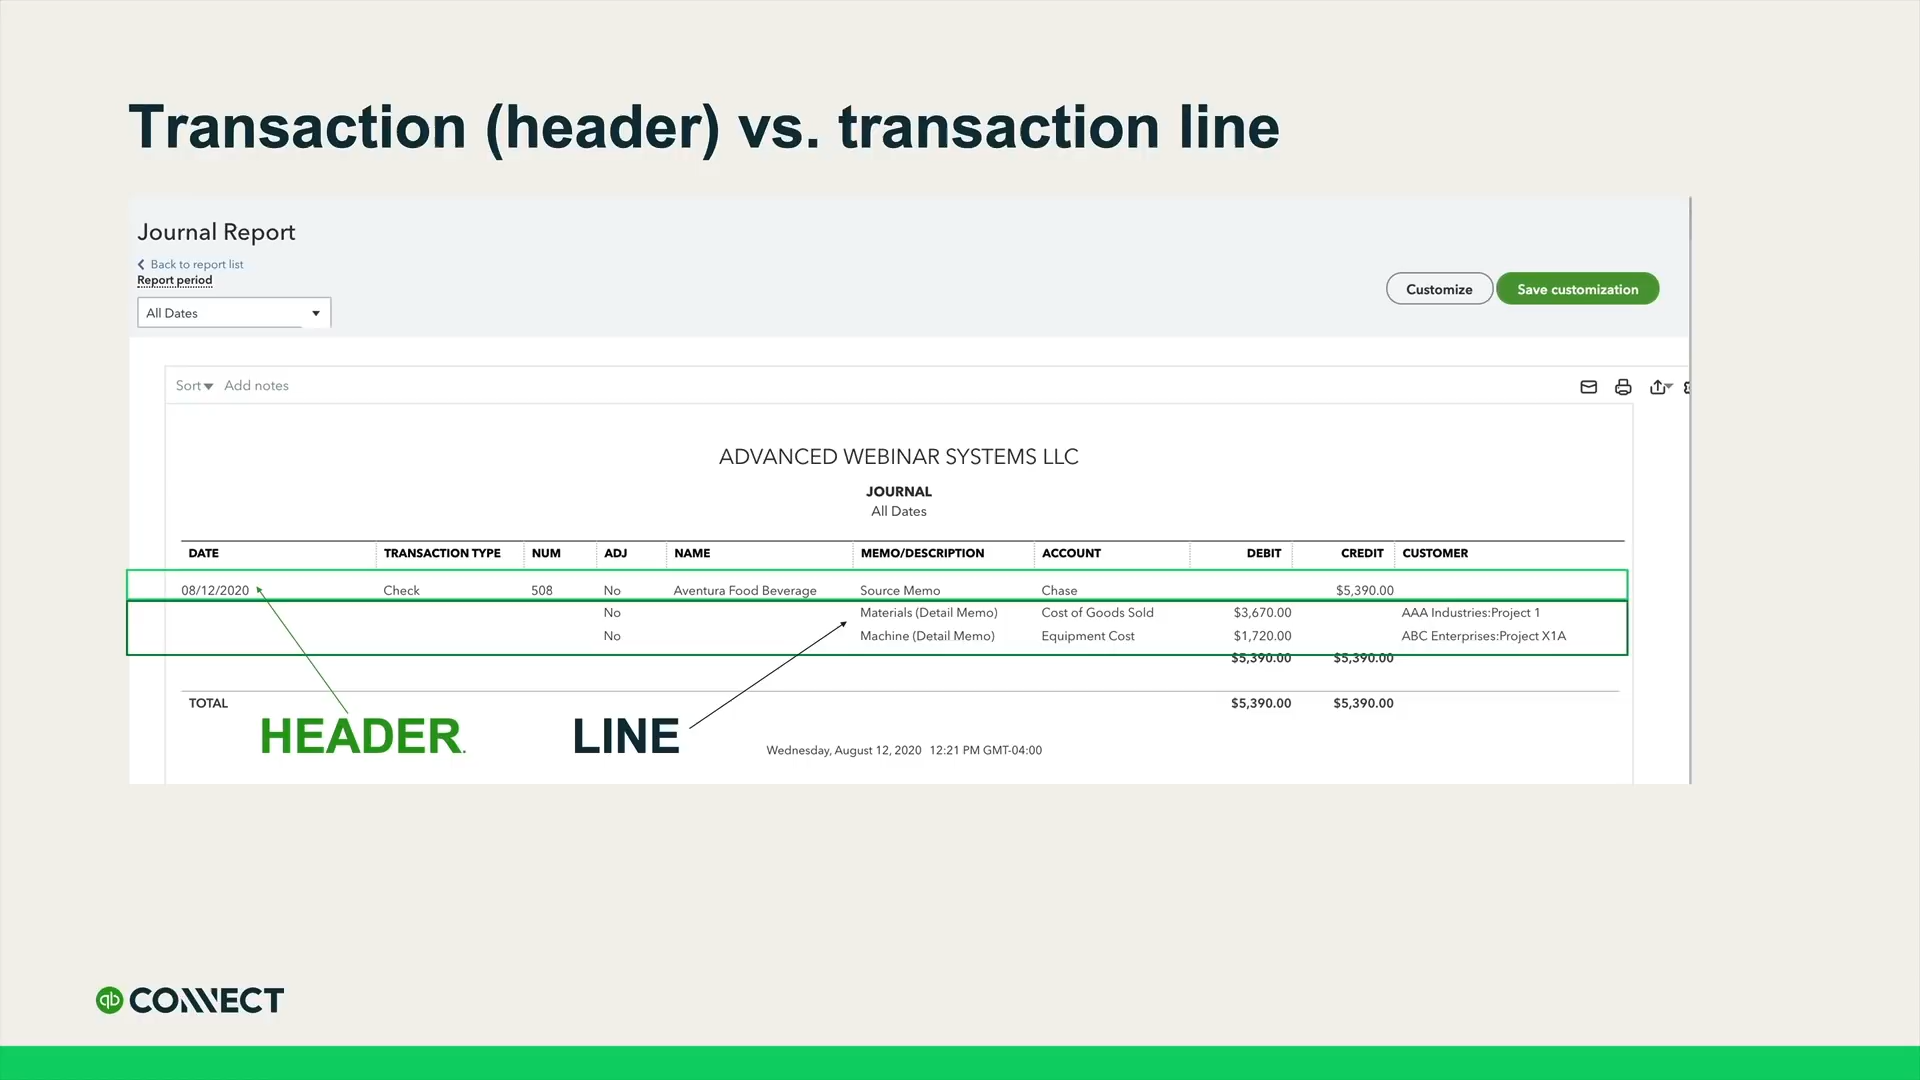 Transaction (header) vs. transaction line
Journal Report
Back to report list
Report period
All Dates
Customize
Save customization
Sort Add notes
ADVANCED WEBINAR SYSTEMS LLC
JOURNAL
All Dates
DATE TRANSACTION TYPE NUM ADJ NAME MEMO/DESCRIPTION ACCOUNT DEBIT CREDIT CUSTOMER
08/12/2020 Check 508 No Aventura Food Beverage Source Memo Chase $5,390.00
No Materials (Detail Memo) Cost of Goods Sold $3,670.00 AAA Industries:Project 1
No Machine (Detail Memo) Equipment Cost $1,720.00 ABC Enterprises:Project X1A
$5,390.00 $5,390.00
TOTAL $5,390.00 $5,390.00
HEADER.
LINE
Wednesday, August 12, 2020 12:21 PM GMT-04:00
qb CONNECT